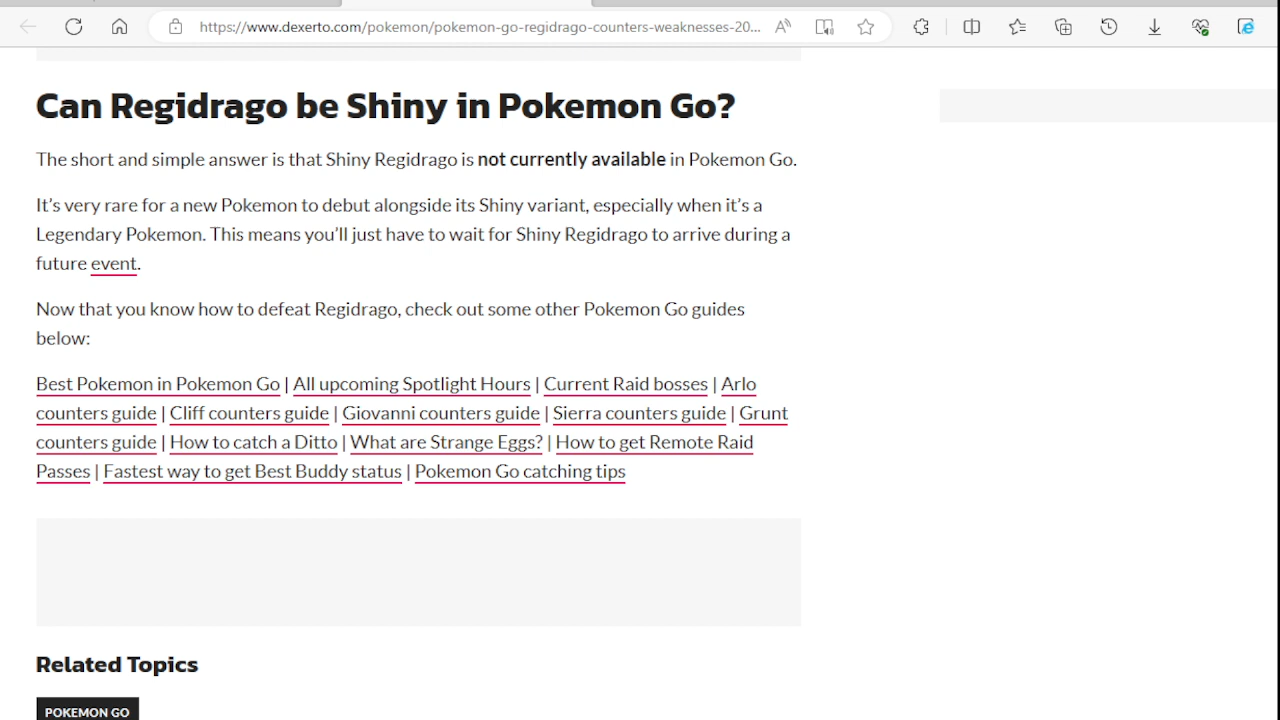 https://www.dexerto.com/pokemon/pokemon-go-regidrago-counters-weaknesses-20...
Can Regidrago be Shiny in Pokemon Go?
The short and simple answer is that Shiny Regidrago is not currently available in Pokemon Go.
It’s very rare for a new Pokemon to debut alongside its Shiny variant, especially when it’s a
Legendary Pokemon. This means you’ll just have to wait for Shiny Regidrago to arrive during a
future event.
Now that you know how to defeat Regidrago, check out some other Pokemon Go guides
below:
Best Pokemon in Pokemon Go | All upcoming Spotlight Hours | Current Raid bosses | Arlo
counters guide | Cliff counters guide | Giovanni counters guide | Sierra counters guide | Grunt
counters guide | How to catch a Ditto | What are Strange Eggs? | How to get Remote Raid
Passes | Fastest way to get Best Buddy status | Pokemon Go catching tips
Related Topics
POKEMON GO